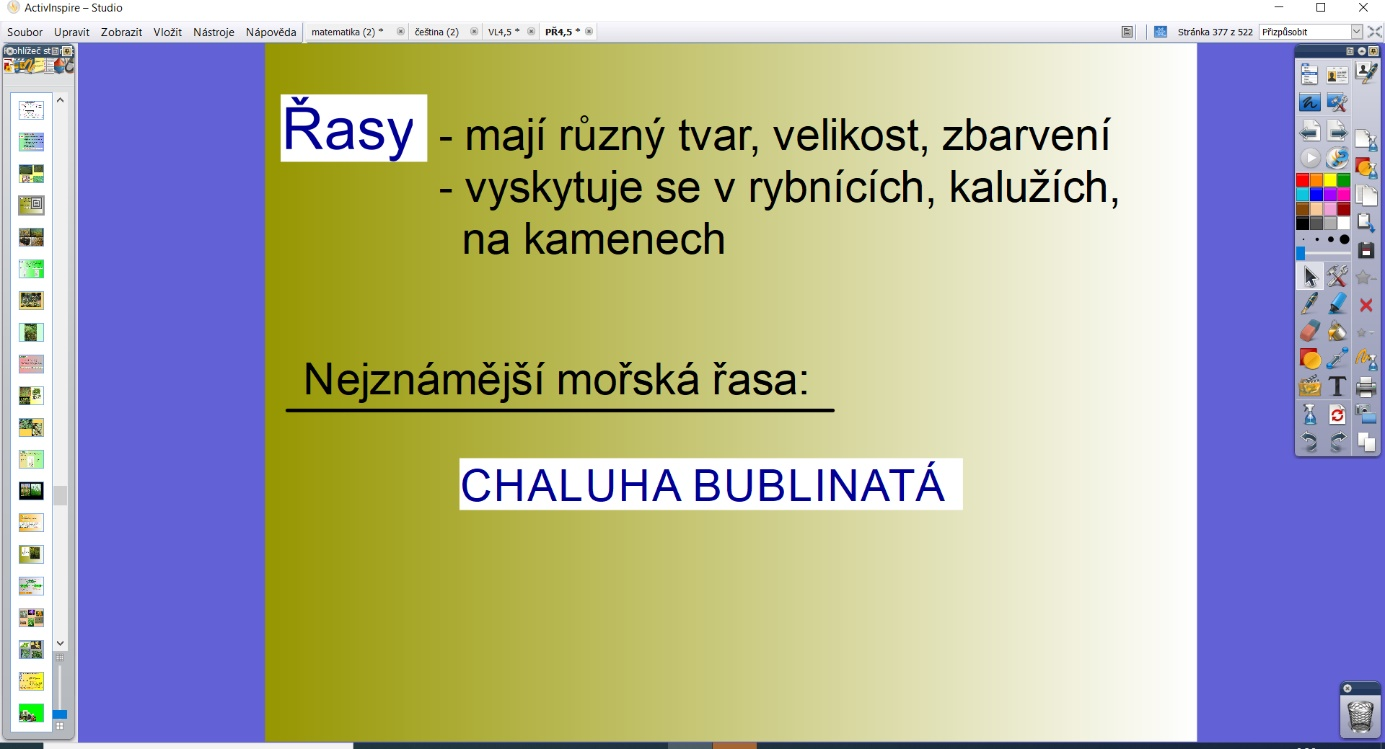 ActivInspire – Studio
Soubor Upravit Zobrazit Vložit Nástroje Nápověda
matematika (2) * čeština (2) VL4,5 * PŘ4,5 *
Stránka 377 z 522 Přizpůsobit
Řasy - mají různý tvar, velikost, zbarvení
- vyskytuje se v rybnících, kalužích,
na kamenech
Nejznámější mořská řasa:
CHALUHA BUBLINATÁ